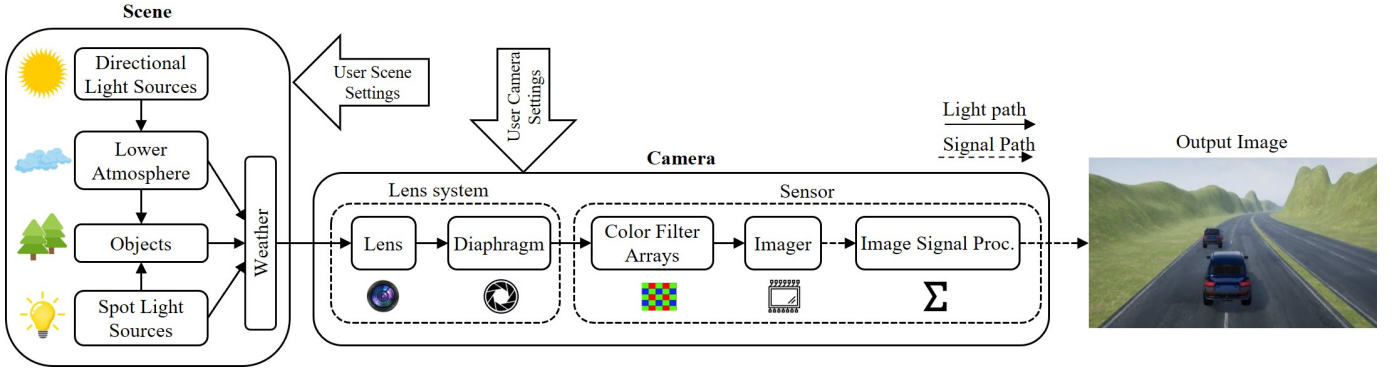 Scene
Directional
Light Sources
Lower
Atmosphere
Objects
Spot Light
Sources
Weather
User Scene
Settings
User Camera
Settings
Light path
Signal Path
Camera
Lens system
Lens
Diaphragm
Sensor
Color Filter
Arrays
Imager
Image Signal Proc.
Σ
Output Image